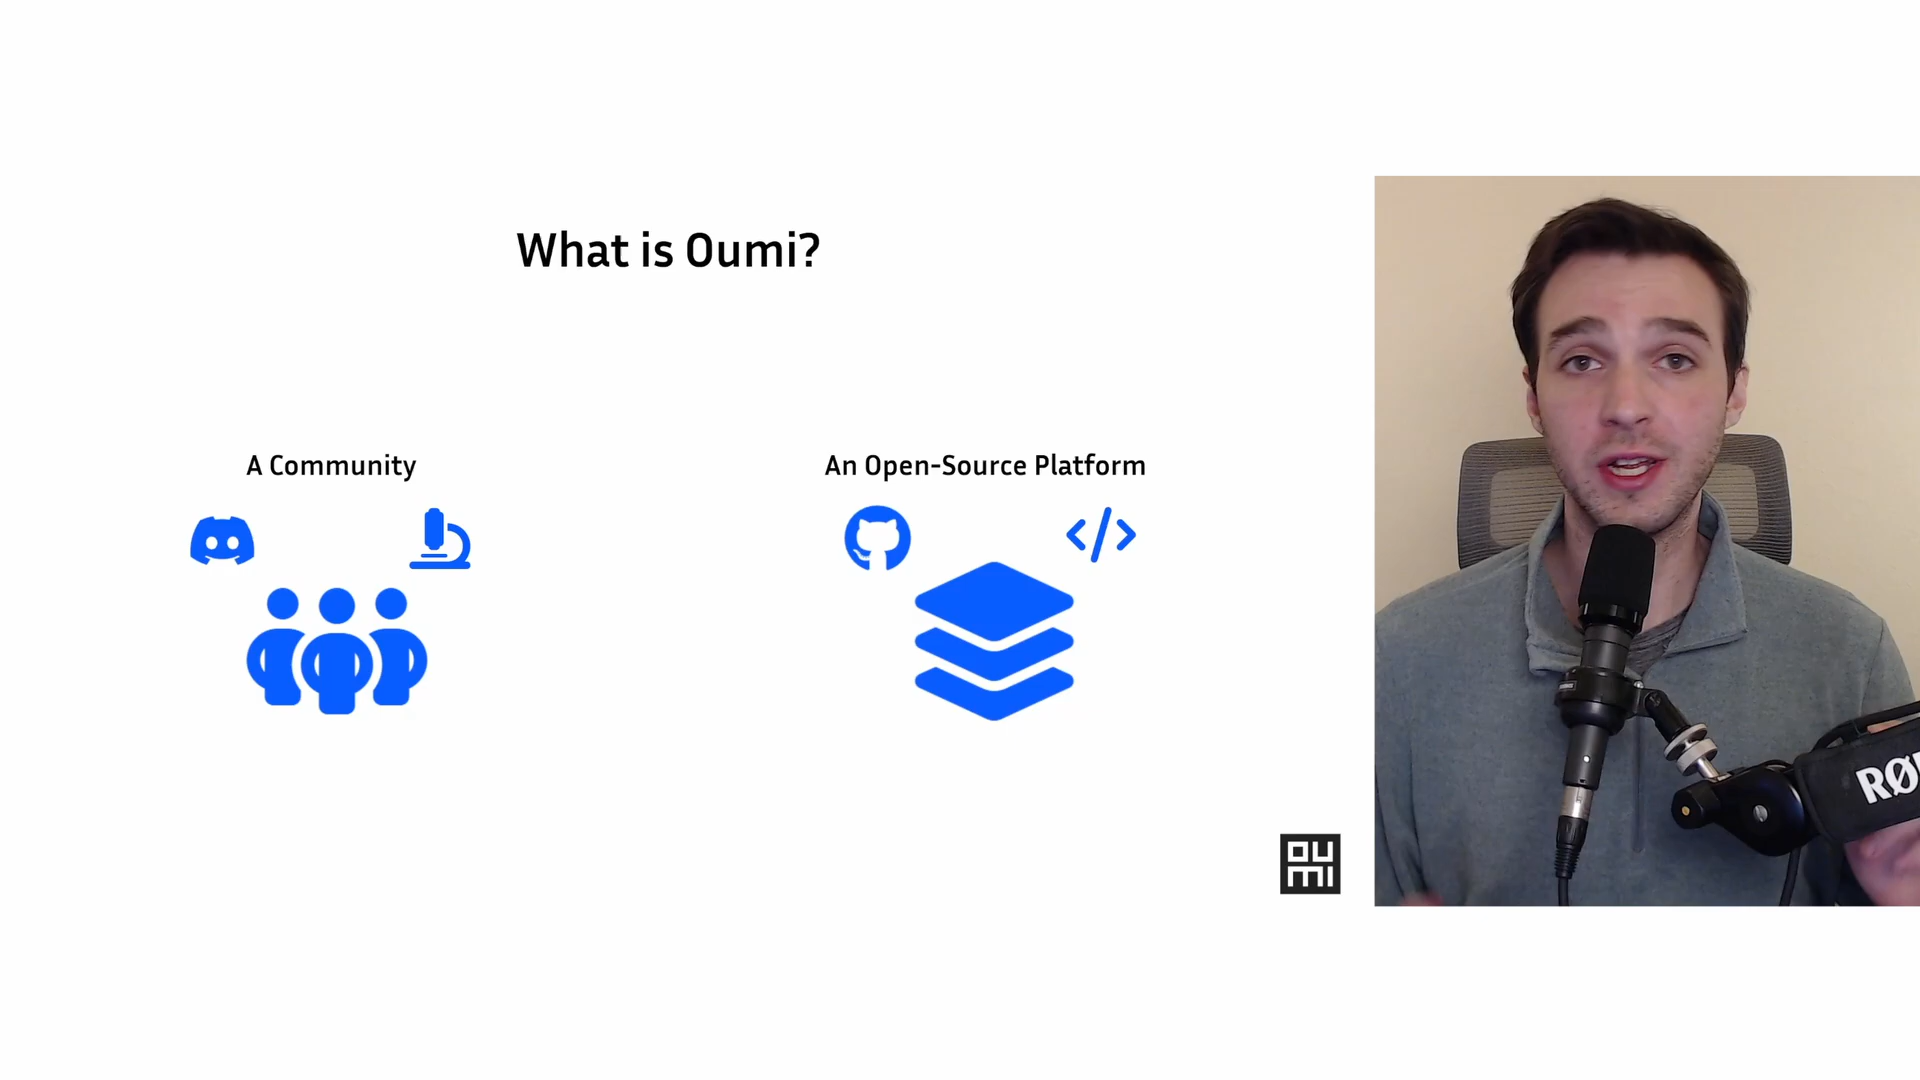 What is Oumi?
A Community
An Open-Source Platform
</>
OU
MI
RØ